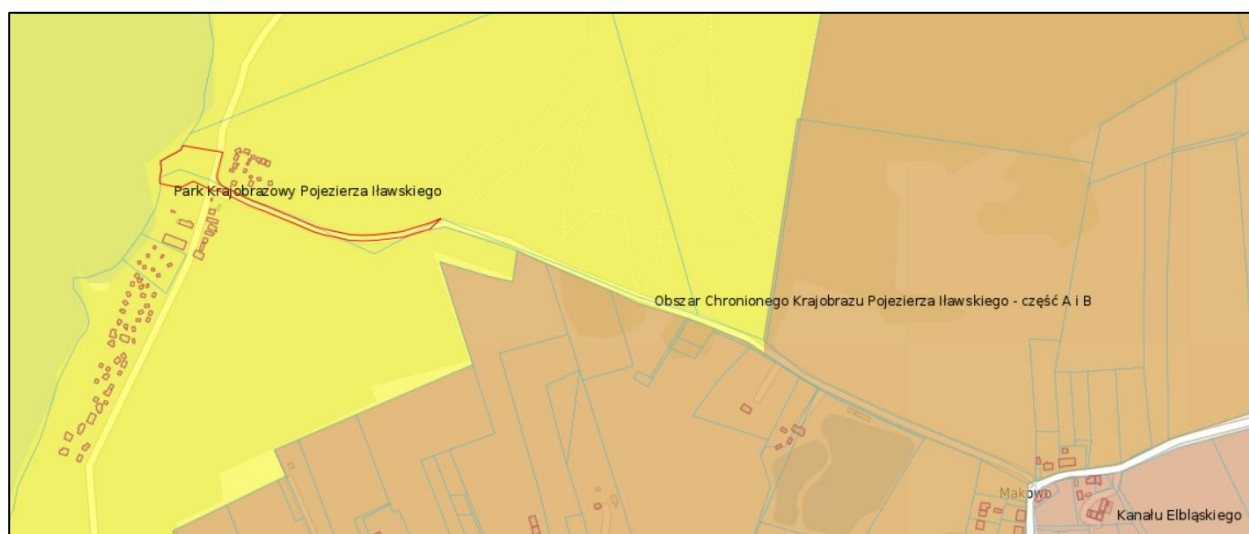 Park Krajobrazowy Pojezierza Iławskiego
Obszar Chronionego Krajobrazu Pojezierza Iławskiego - część A i B
Makowo
Kanału Elbląskiego